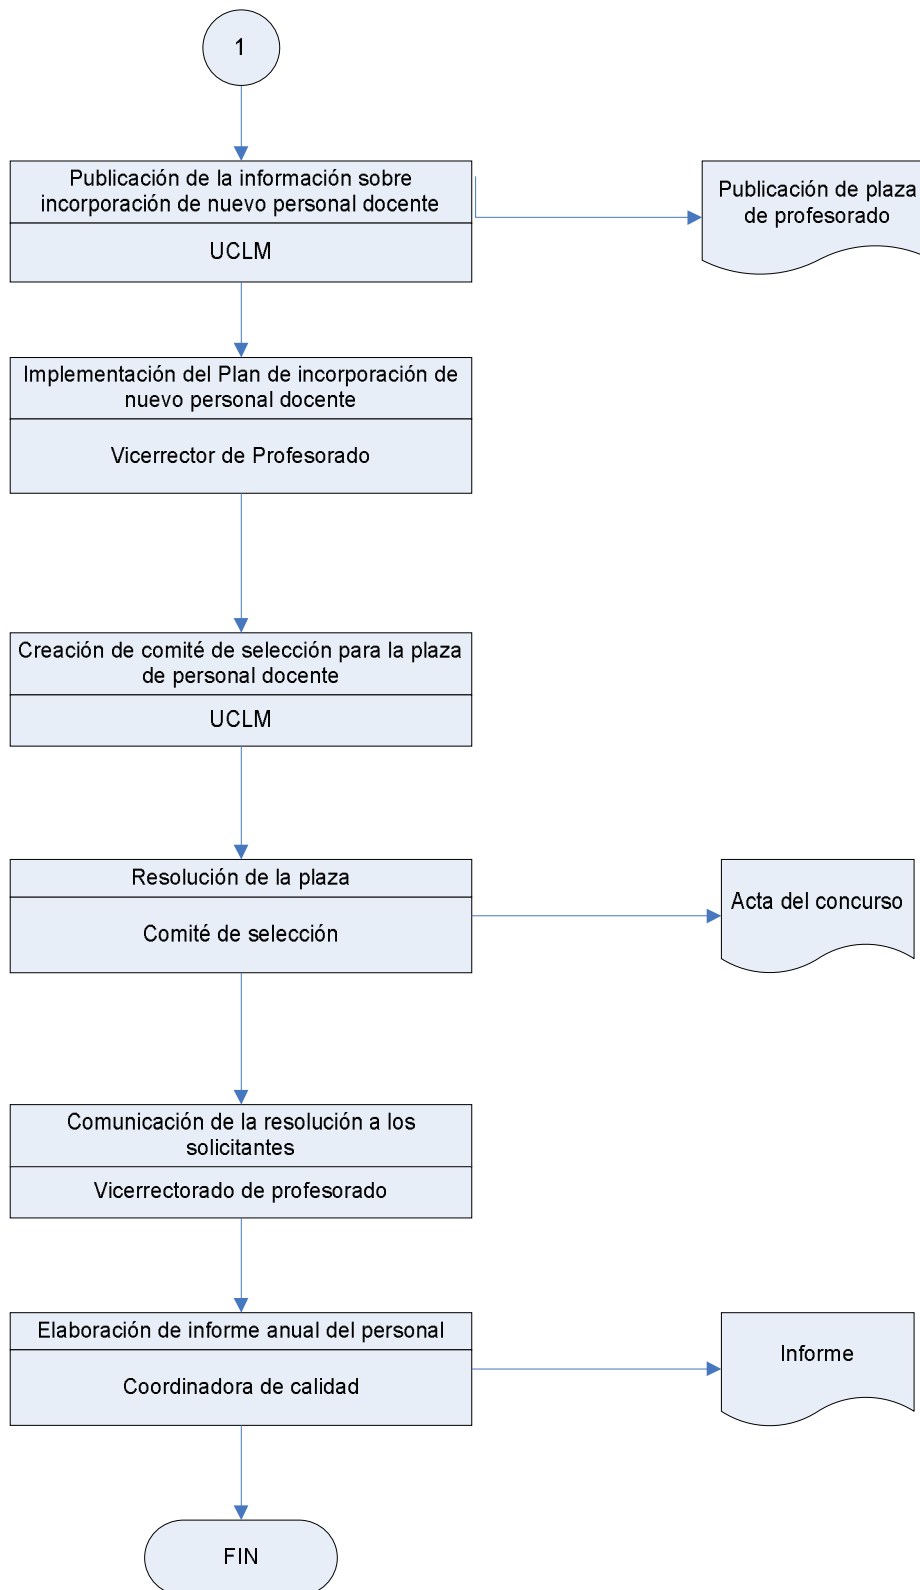 1
Publicación de la información sobre
incorporación de nuevo personal docente
UCLM
Publicación de plaza
de profesorado
Implementación del Plan de incorporación de
nuevo personal docente
Vicerrector de Profesorado
Creación de comité de selección para la plaza
de personal docente
UCLM
Resolución de la plaza
Comité de selección
Acta del concurso
Comunicación de la resolución a los
solicitantes
Vicerrectorado de profesorado
Elaboración de informe anual del personal
Coordinadora de calidad
Informe
FIN